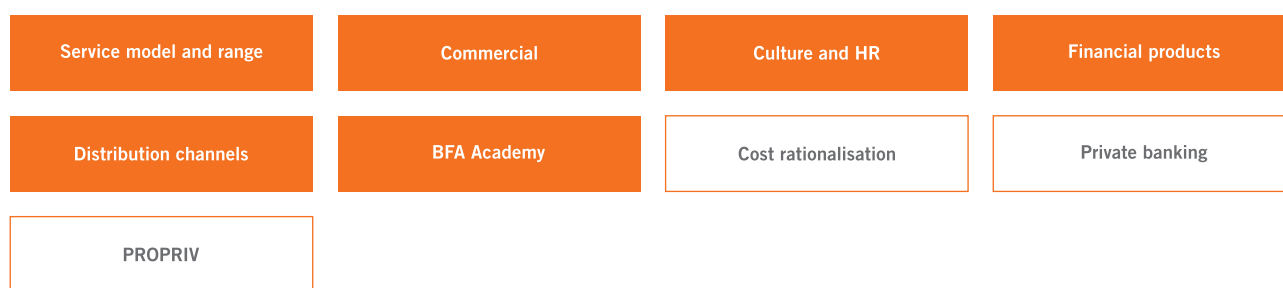 Service model and range
Commercial
Culture and HR
Financial products
Distribution channels
BFA Academy
Cost rationalisation
Private banking
PROPRIV